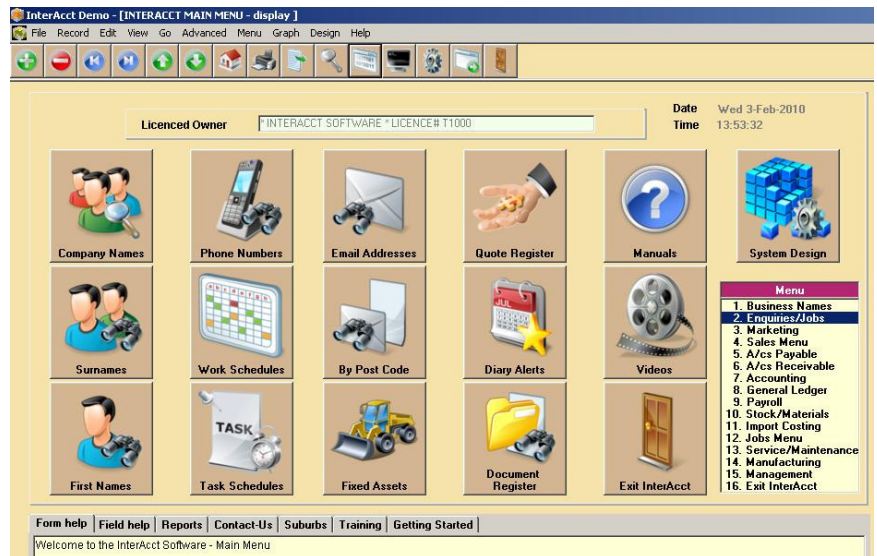 InterAcct Demo - [INTERACCT MAIN MENU - display ]
File Record Edit View Go Advanced Menu Graph Design Help
Licenced Owner * INTERACCT SOFTWARE * LICENCE# T1000
Date Wed 3-Feb-2010
Time 13:53:32
Company Names Phone Numbers Email Addresses Quote Register Manuals System Design
Surnames Work Schedules By Post Code JUL Diary Alerts Videos
TASK
First Names Task Schedules Fixed Assets Document Register Exit InterAcct
Menu
1. Business Names
2. Enquiries/Jobs
3. Marketing
4. Sales Menu
5. A/cs Payable
6. A/cs Receivable
7. Accounting
8. General Ledger
9. Payroll
10. Stock/Materials
11. Import Costing
12. Jobs Menu
13. Service/Maintenance
14. Manufacturing
15. Management
16. Exit InterAcct
Form help Field help Reports Contact-Us Suburbs Training Getting Started
Welcome to the InterAcct Software - Main Menu